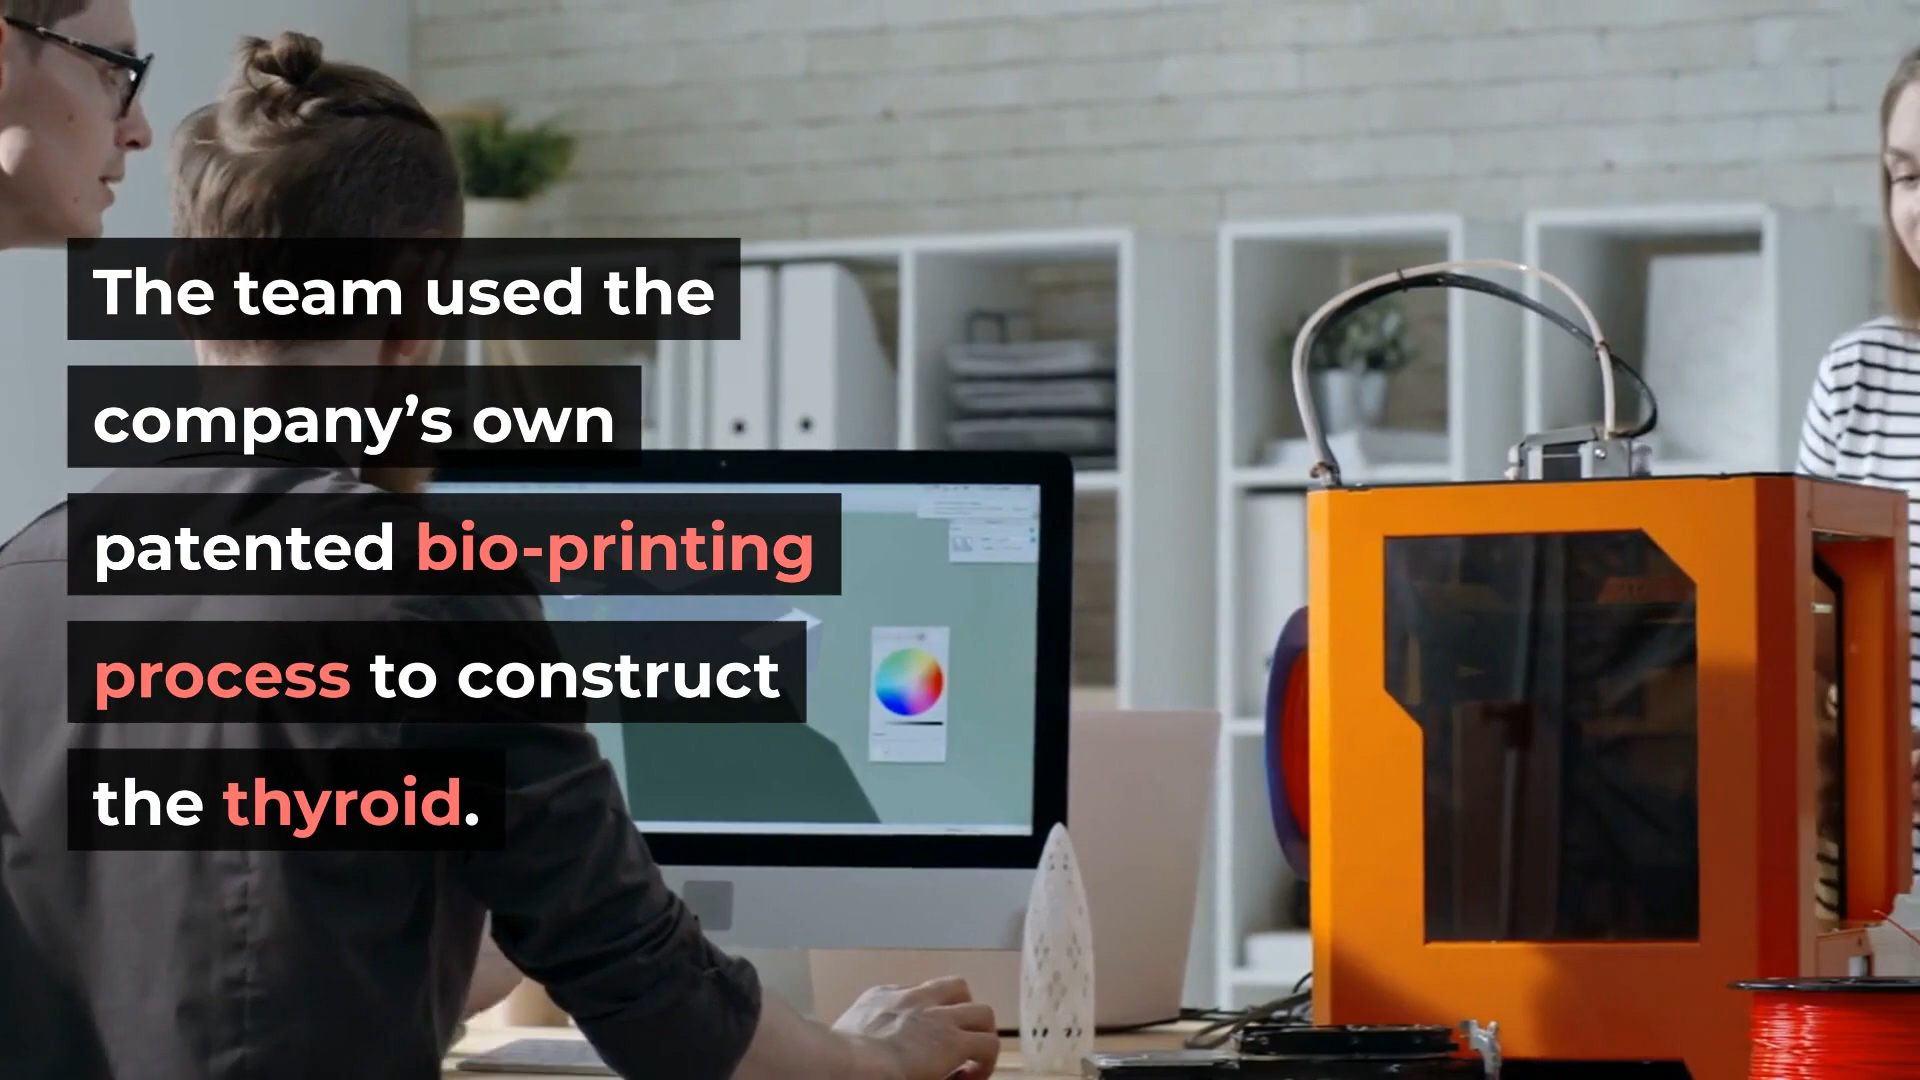 The team used the
company’s own
patented bio-printing
process to construct
the thyroid.